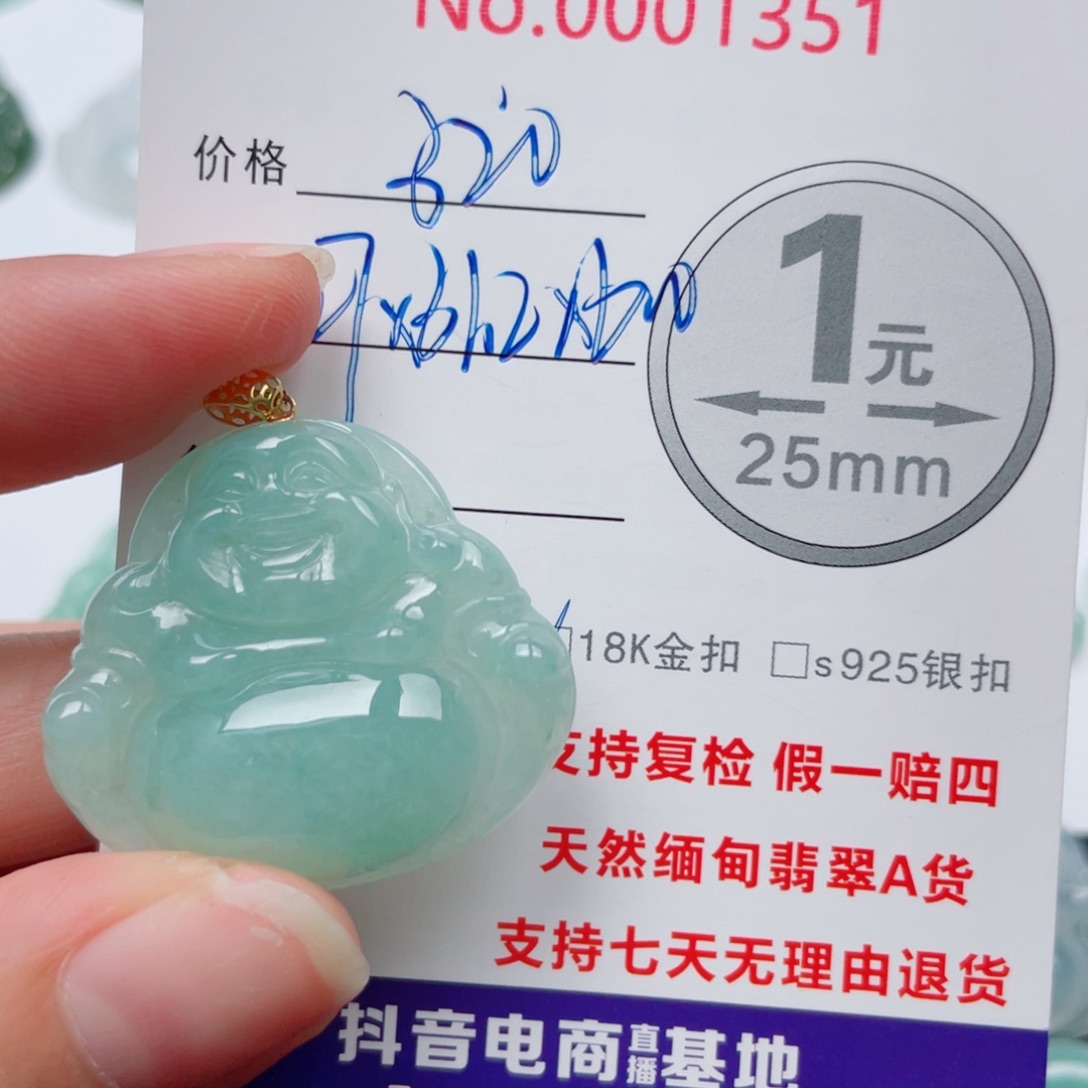 No.0001351
价格 820
1元
25mm
□18K金扣 □s925银扣
支持复检 假一赔四
天然缅甸翡翠A货
支持七天无理由退货
抖音电商直播基地